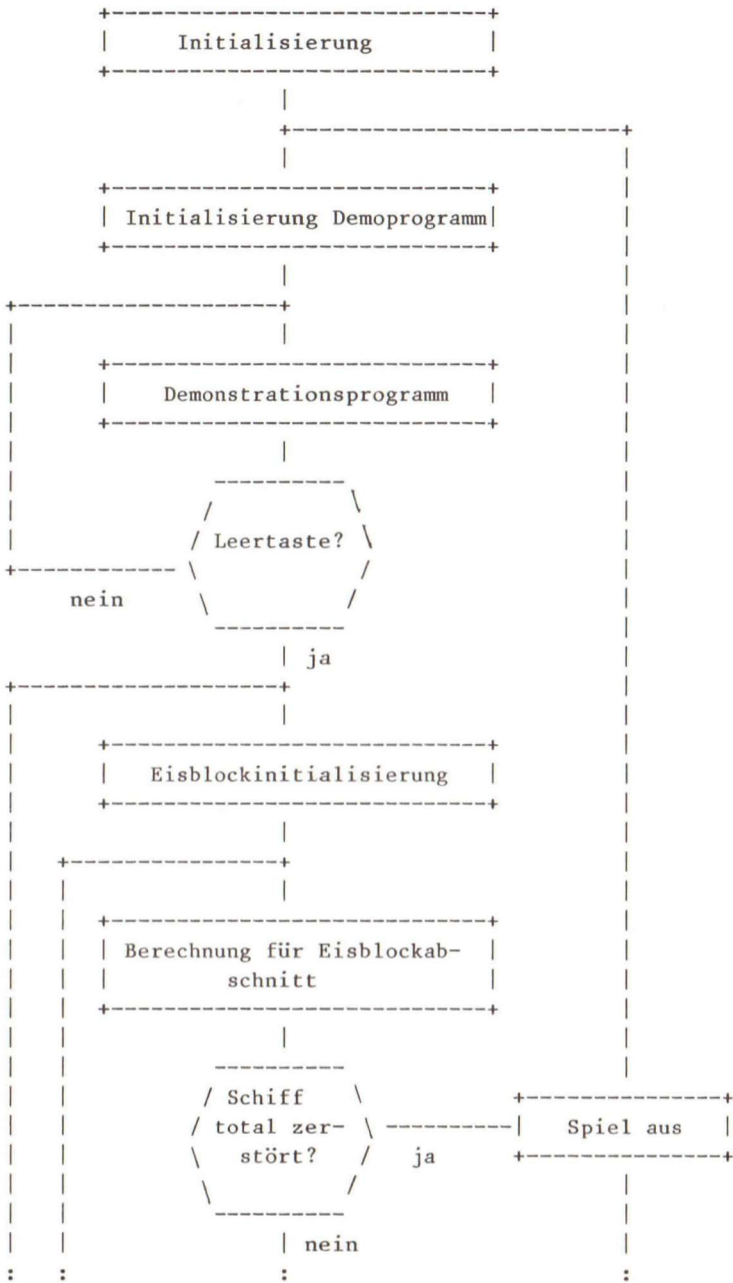 Initialisierung
Initialisierung Demoprogramm
Demonstrationsprogramm
Leertaste?
nein
ja
Eisblockinitialisierung
Berechnung für Eisblockab-
schnitt
Schiff
total zer-
stört?
ja
Spiel aus
nein